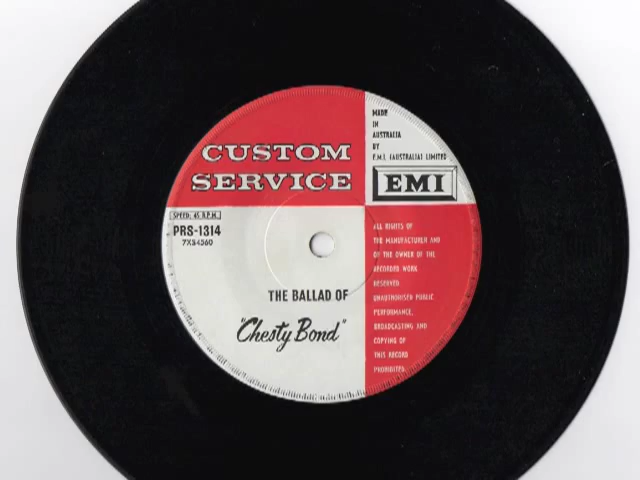 CUSTOM
SERVICE
MADE
IN
AUSTRALIA
BY
E.M.I. (AUSTRALIA) LIMITED
EMI
SPEED: 45 R.P.M.
PRS-1314
7XS4560
THE BALLAD OF
"Chesty Bond"
ALL RIGHTS OF
THE MANUFACTURER AND
OF THE OWNER OF THE
RECORDED WORK
RESERVED
UNAUTHORISED PUBLIC
PERFORMANCE,
BROADCASTING AND
COPYING OF
THIS RECORD
PROHIBITED.